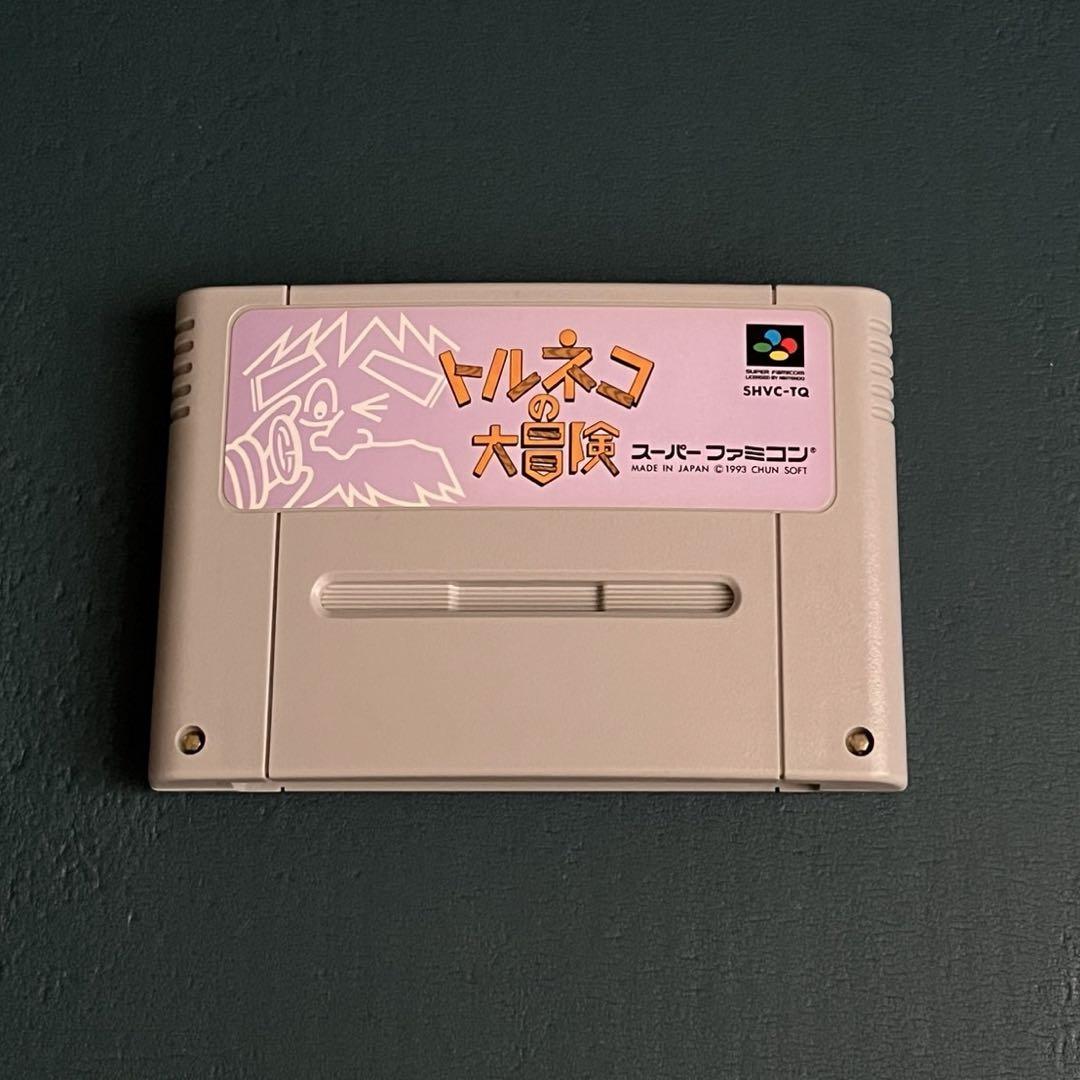 トルネコ
の
大冒険
SUPER FAMICOM
LICENSED BY NINTENDO
SHVC-TQ
スーパーファミコン®
MADE IN JAPAN ©1993 CHUN SOFT